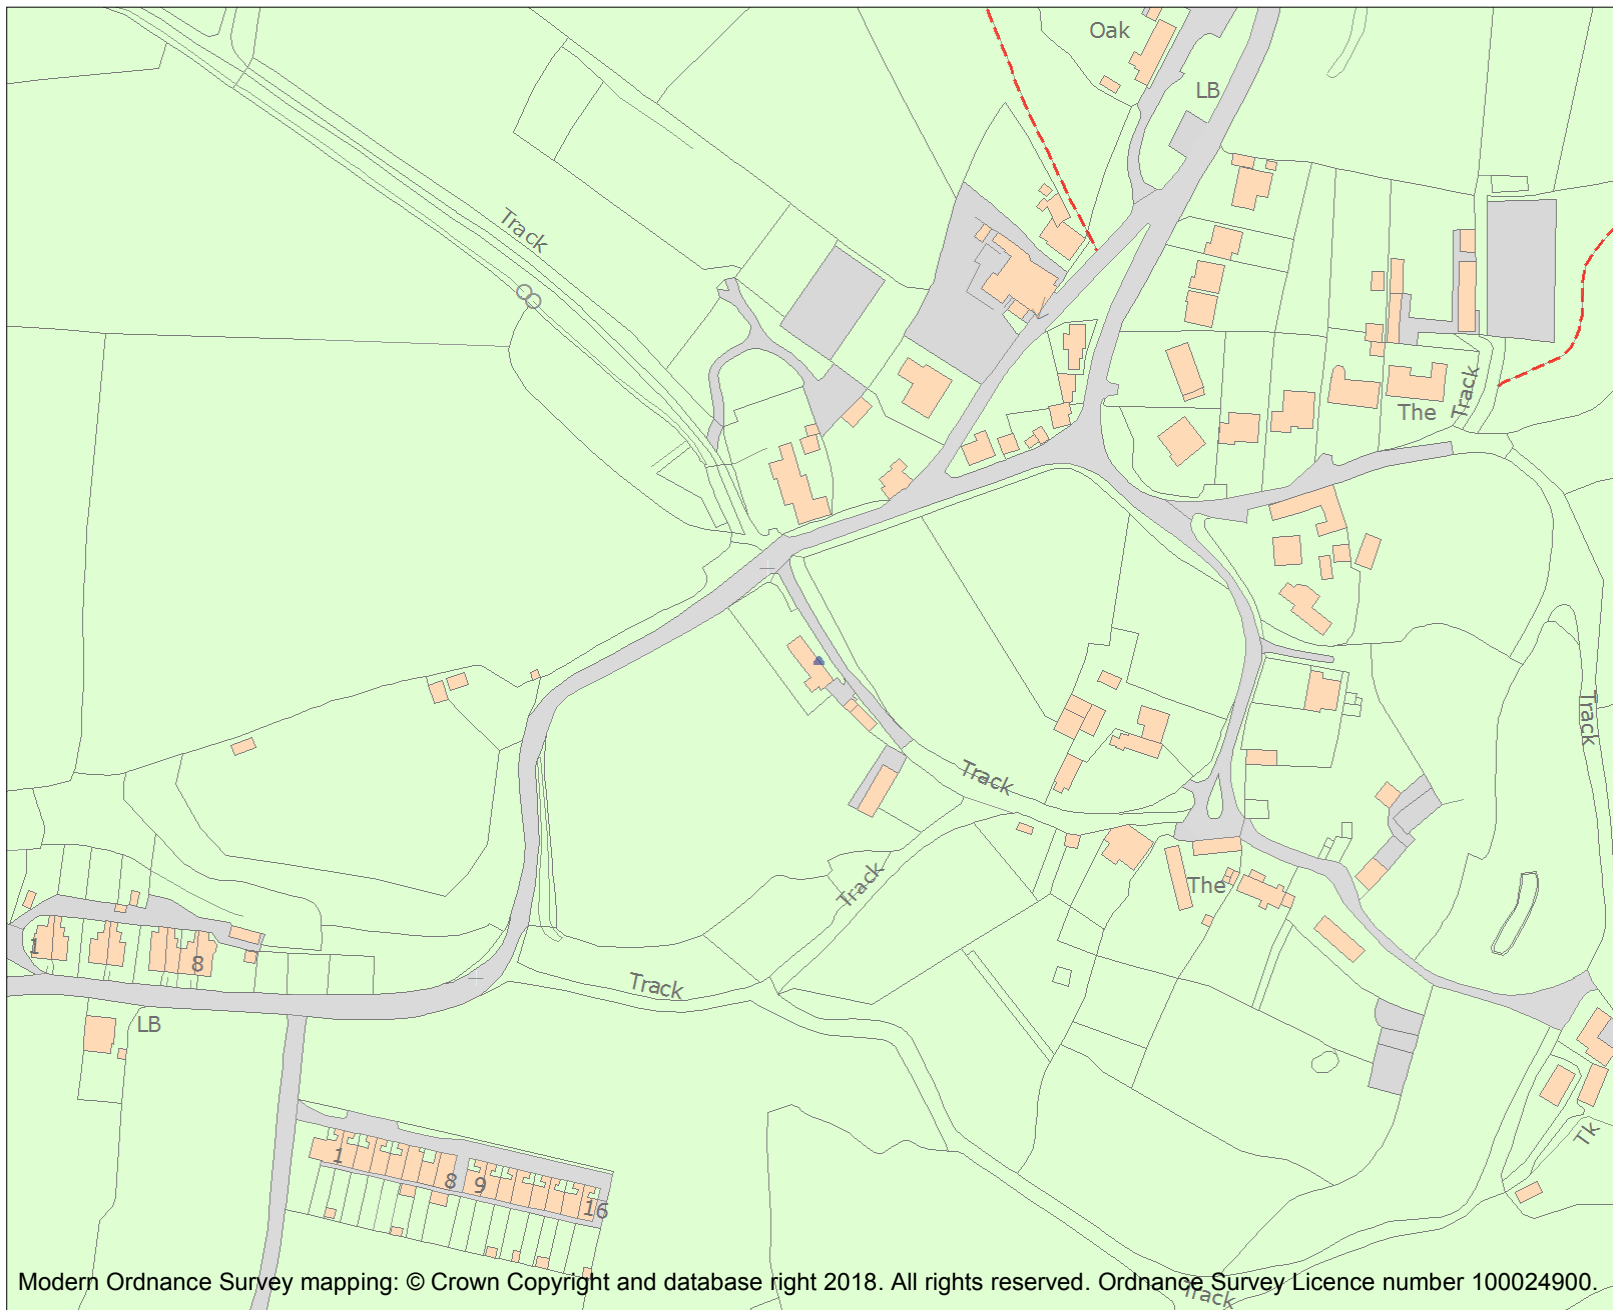 Oak
LB
Track
The
Track
Track
Track
Track
The
1
8
Track
LB
1
8
9
16
Tk
Track
Modern Ordnance Survey mapping: © Crown Copyright and database right 2018. All rights reserved. Ordnance Survey Licence number 100024900.